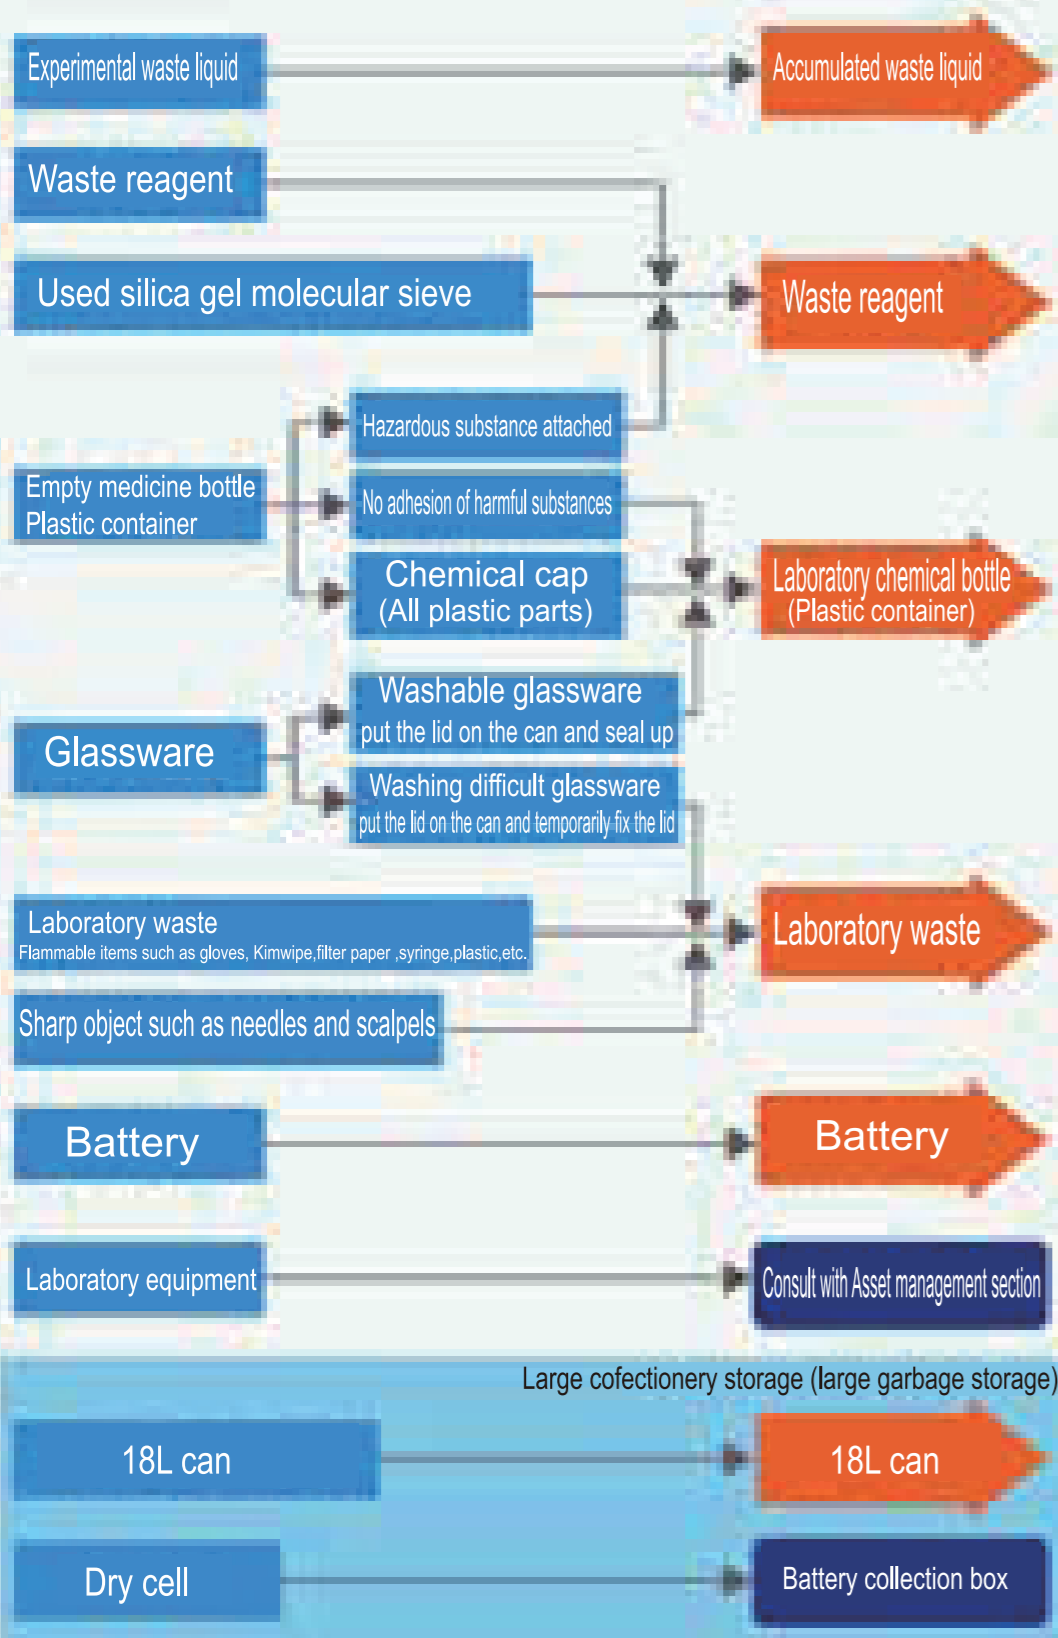 Experimental waste liquid
Accumulated waste liquid
Waste reagent
Used silica gel molecular sieve
Waste reagent
Hazardous substance attached
Empty medicine bottle
Plastic container
No adhesion of harmful substances
Chemical cap
(All plastic parts)
Laboratory chemical bottle
(Plastic container)
Glassware
Washable glassware
put the lid on the can and seal up
Washing difficult glassware
put the lid on the can and temporarily fix the lid
Laboratory waste
Flammable items such as gloves, Kimwipe,filter paper ,syringe,plastic,etc.
Laboratory waste
Sharp object such as needles and scalpels
Battery
Battery
Laboratory equipment
Consult with Asset management section
Large cofectionery storage (large garbage storage)
18L can
18L can
Dry cell
Battery collection box